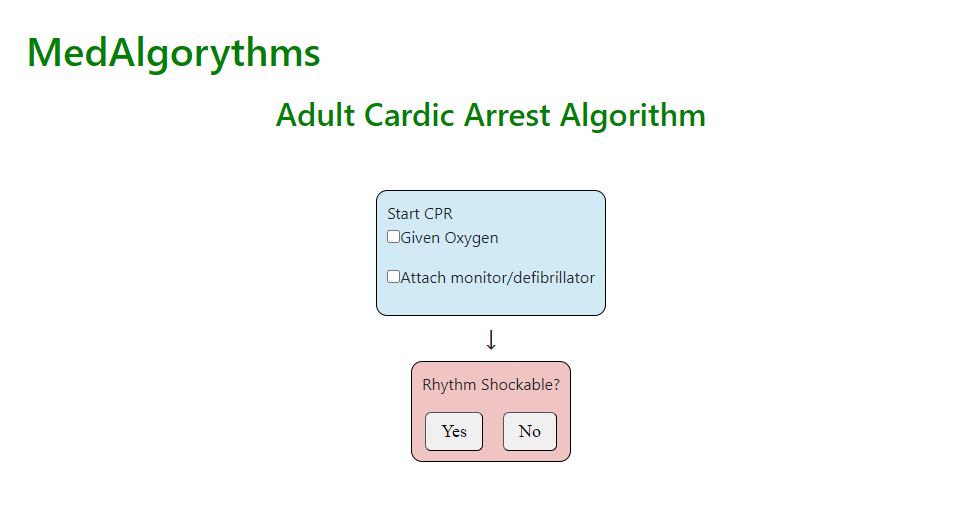 MedAlgorythms
Adult Cardic Arrest Algorithm
Start CPR
Given Oxygen
Attach monitor/defibrillator
↓
Rhythm Shockable?
Yes No